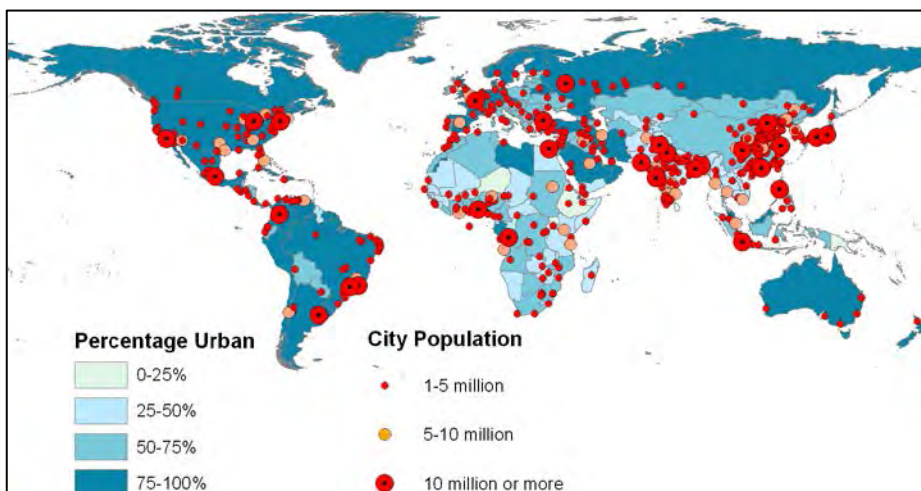 Percentage Urban
0-25%
25-50%
50-75%
75-100%
City Population
1-5 million
5-10 million
10 million or more